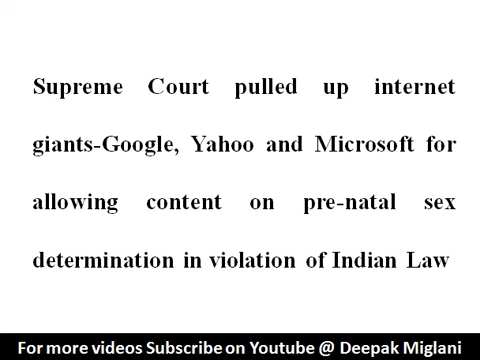 Supreme Court pulled up internet
giants-Google, Yahoo and Microsoft for
allowing content on pre-natal sex
determination in violation of Indian Law
For more videos Subscribe on Youtube @ Deepak Miglani